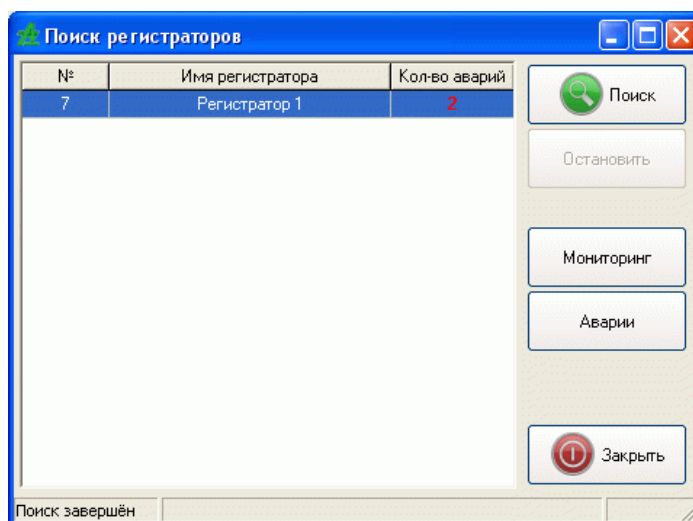 Поиск регистраторов
№ Имя регистратора Кол-во аварий
7 Регистратор 1 2
Поиск
Остановить
Мониторинг
Аварии
Закрыть
Поиск завершён